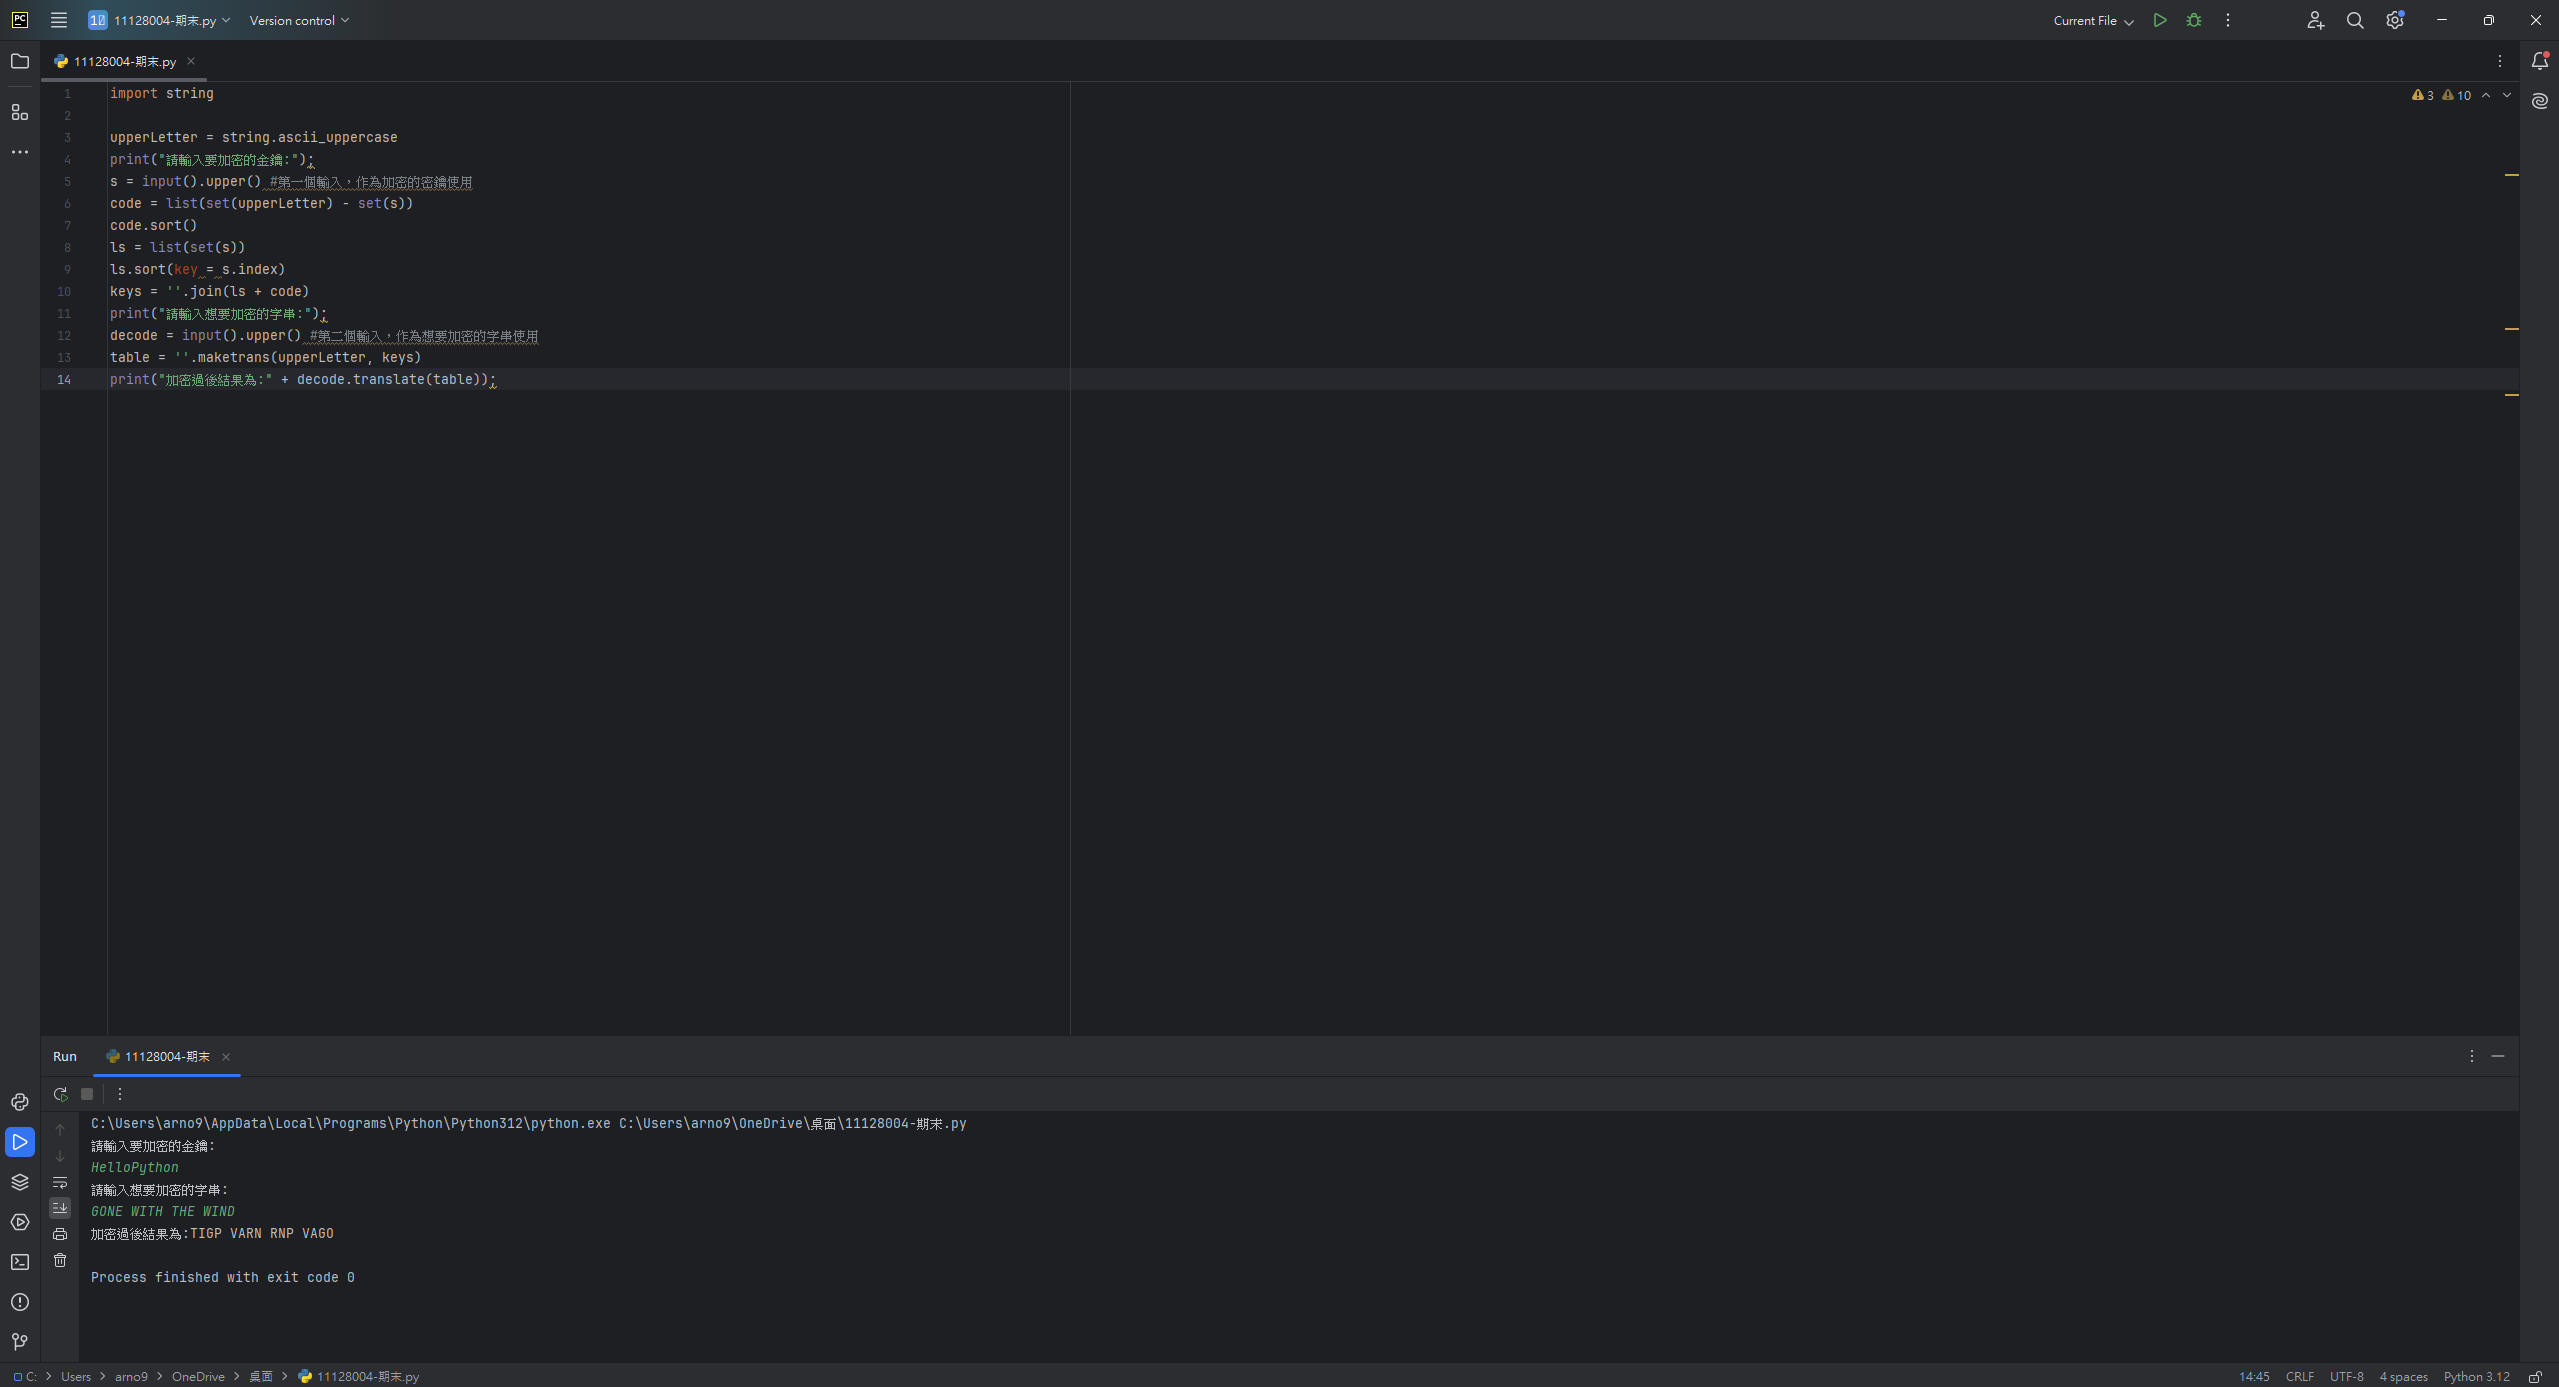 PC 10 11128004-期末.py Version control Current File
11128004-期末.py
3 10
1 import string
2
3 upperLetter = string.ascii_uppercase
4 print("請輸入要加密的金鑰:");
5 s = input().upper() #第一個輸入，作為加密的密鑰使用
6 code = list(set(upperLetter) - set(s))
7 code.sort()
8 ls = list(set(s))
9 ls.sort(key = s.index)
10 keys = ''.join(ls + code)
11 print("請輸入想要加密的字串:");
12 decode = input().upper() #第二個輸入，作為想要加密的字串使用
13 table = ''.maketrans(upperLetter, keys)
14 print("加密過後結果為:" + decode.translate(table));
Run 11128004-期末
C:\Users\arno9\AppData\Local\Programs\Python\Python312\python.exe C:\Users\arno9\OneDrive\桌面\11128004-期末.py
請輸入要加密的金鑰:
HelloPython
請輸入想要加密的字串:
GONE WITH THE WIND
加密過後結果為:TIGP VARN RNP VAGO
Process finished with exit code 0
C: > Users > arno9 > OneDrive > 桌面 > 11128004-期末.py 14:45 CRLF UTF-8 4 spaces Python 3.12